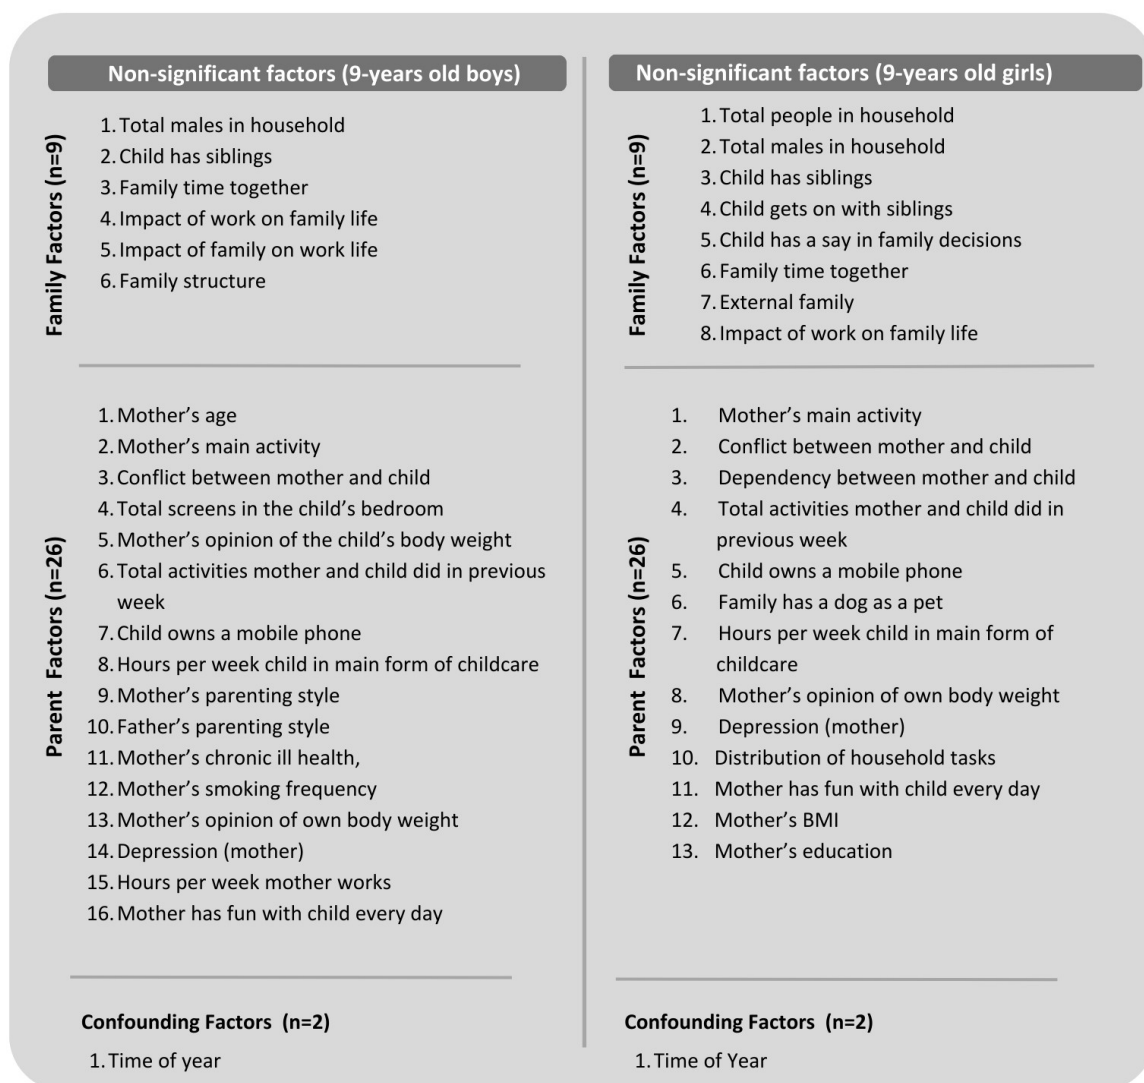 Non-significant factors (9-years old boys)
Family Factors (n=9)
1. Total males in household
2. Child has siblings
3. Family time together
4. Impact of work on family life
5. Impact of family on work life
6. Family structure
Parent Factors (n=26)
1. Mother’s age
2. Mother’s main activity
3. Conflict between mother and child
4. Total screens in the child’s bedroom
5. Mother’s opinion of the child’s body weight
6. Total activities mother and child did in previous
week
7. Child owns a mobile phone
8. Hours per week child in main form of childcare
9. Mother’s parenting style
10. Father’s parenting style
11. Mother’s chronic ill health,
12. Mother’s smoking frequency
13. Mother’s opinion of own body weight
14. Depression (mother)
15. Hours per week mother works
16. Mother has fun with child every day
Confounding Factors (n=2)
1. Time of year
Non-significant factors (9-years old girls)
Family Factors (n=9)
1. Total people in household
2. Total males in household
3. Child has siblings
4. Child gets on with siblings
5. Child has a say in family decisions
6. Family time together
7. External family
8. Impact of work on family life
Parent Factors (n=26)
1. Mother’s main activity
2. Conflict between mother and child
3. Dependency between mother and child
4. Total activities mother and child did in
previous week
5. Child owns a mobile phone
6. Family has a dog as a pet
7. Hours per week child in main form of
childcare
8. Mother’s opinion of own body weight
9. Depression (mother)
10. Distribution of household tasks
11. Mother has fun with child every day
12. Mother’s BMI
13. Mother’s education
Confounding Factors (n=2)
1. Time of Year